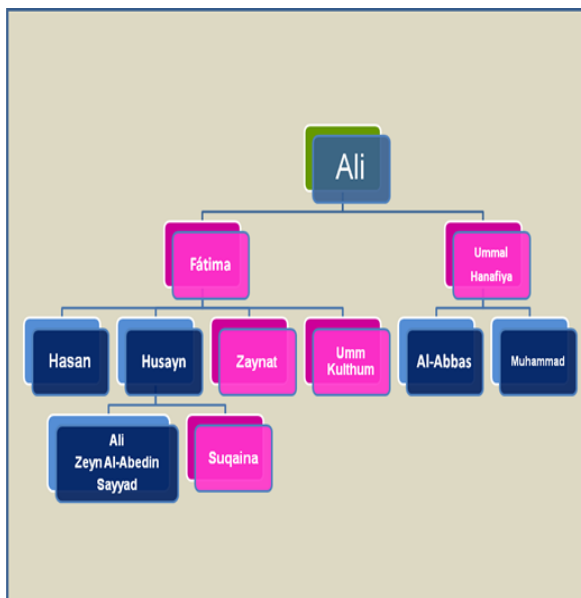 Ali
Fátima
Ummal
Hanafiya
Hasan
Husayn
Zaynat
Umm
Kulthum
Al-Abbas
Muhammad
Ali
Zeyn Al-Abedin
Sayyad
Suqaina